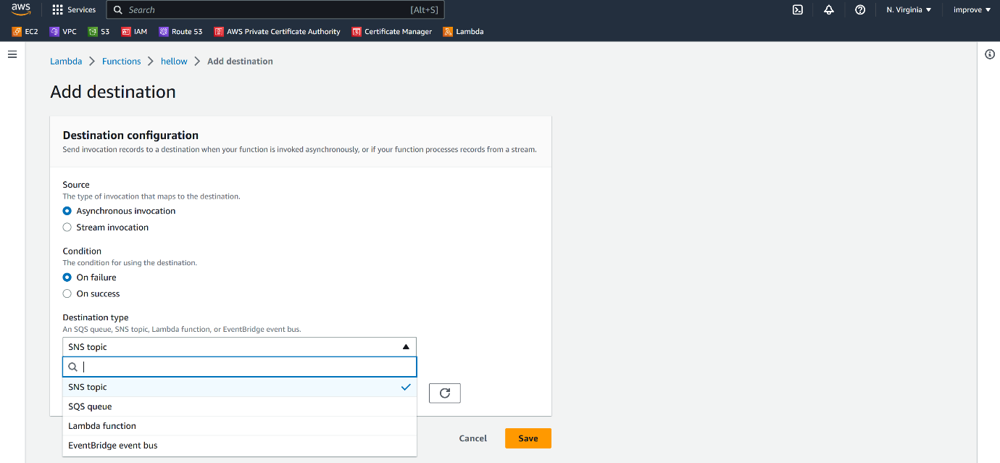 aws
Services
Search [Alt+S]
N. Virginia
improve
EC2 VPC S3 IAM Route 53 AWS Private Certificate Authority Certificate Manager Lambda
Lambda > Functions > hellow > Add destination
Add destination
Destination configuration
Send invocation records to a destination when your function is invoked asynchronously, or if your function processes records from a stream.
Source
The type of invocation that maps to the destination.
Asynchronous invocation
Stream invocation
Condition
The condition for using the destination.
On failure
On success
Destination type
An SQS queue, SNS topic, Lambda function, or EventBridge event bus.
SNS topic
SNS topic
SQS queue
Lambda function
EventBridge event bus
Cancel
Save